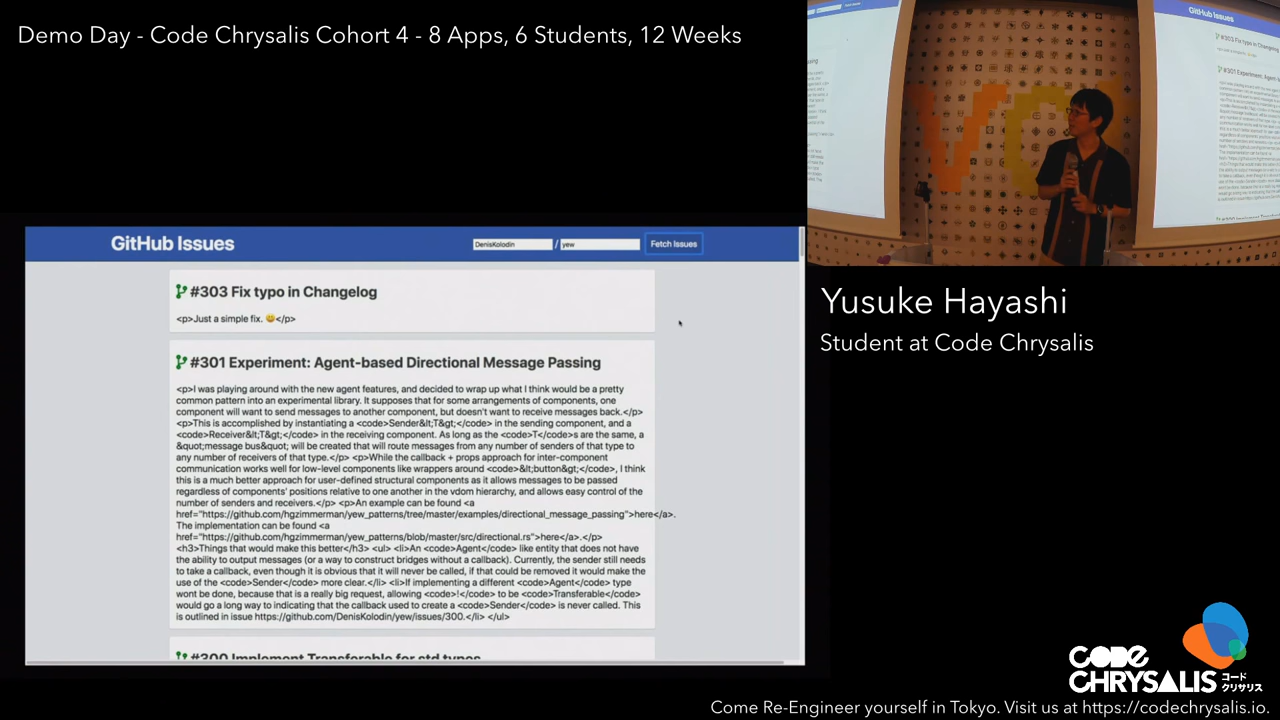 Demo Day - Code Chrysalis Cohort 4 - 8 Apps, 6 Students, 12 Weeks
GitHub Issues
DenisKolodin / yew Fetch Issues
#303 Fix typo in Changelog
<p>Just a simple fix. 😄</p>
#301 Experiment: Agent-based Directional Message Passing
<p>I was playing around with the new agent features, and decided to wrap up what I think would be a pretty
common pattern into an experimental library. It supposes that for some arrangements of components, one
component will want to send messages to another component, but doesn't want to receive messages back.</p>
<p>This is accomplished by instantiating a <code>Sender&lt;T&gt;</code> in the sending component, and a
<code>Receiver&lt;T&gt;</code> in the receiving component. As long as the <code>T</code>s are the same, a
&quot;message bus&quot; will be created that will route messages from any number of senders of that type to
any number of receivers of that type.</p> <p>While the callback + props approach for inter-component
communication works well for low-level components like wrappers around <code>&lt;button&gt;</code>, I think
this is a much better approach for user-defined structural components as it allows messages to be passed
regardless of components' positions relative to one another in the vdom hierarchy, and allows easy control of the
number of senders and receivers.</p> <p>An example can be found <a
href="https://github.com/hgzimmerman/yew_patterns/tree/master/examples/directional_message_passing">here</a>.
The implementation can be found <a
href="https://github.com/hgzimmerman/yew_patterns/blob/master/src/directional.rs">here</a>.</p>
<h3>Things that would make this better</h3> <ul> <li>An <code>Agent</code> like entity that does not have
the ability to output messages (or a way to construct bridges without a callback). Currently, the sender still needs
to take a callback, even though it is obvious that it will never be called, if that could be removed it would make the
use of the <code>Sender</code> more clear.</li> <li>If implementing a different <code>Agent</code> type
wont be done, because that is a really big request, allowing <code>!</code> to be <code>Transferable</code>
would go a long way to indicating that the callback used to create a <code>Sender</code> is never called. This
is outlined in issue https://github.com/DenisKolodin/yew/issues/300.</li> </ul>
#300 Implement Transferable for std types
GitHub Issues
#303 Fix typo in Changelog
#301 Experiment: Agent-
Yusuke Hayashi
Student at Code Chrysalis
CODE
CHRYSALIS コード
クリサリス
Come Re-Engineer yourself in Tokyo. Visit us at https://codechrysalis.io.